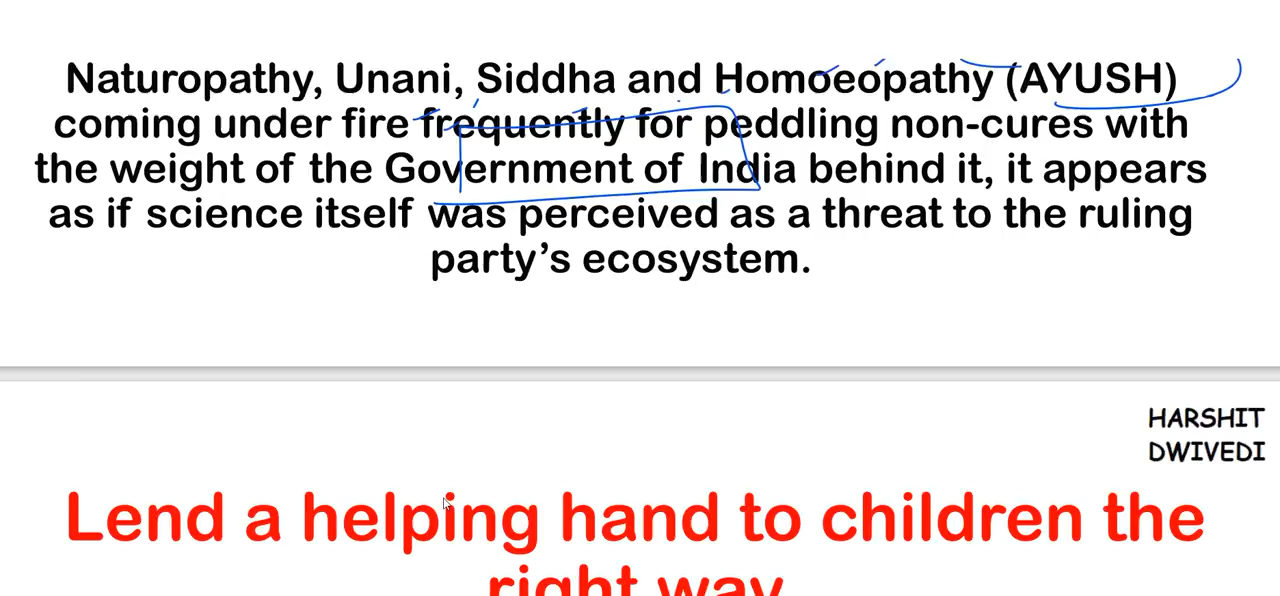 Naturopathy, Unani, Siddha and Homoeopathy (AYUSH)
coming under fire frequently for peddling non-cures with
the weight of the Government of India behind it, it appears
as if science itself was perceived as a threat to the ruling
party’s ecosystem.
HARSHIT
DWIVEDI
Lend a helping hand to children the
right way